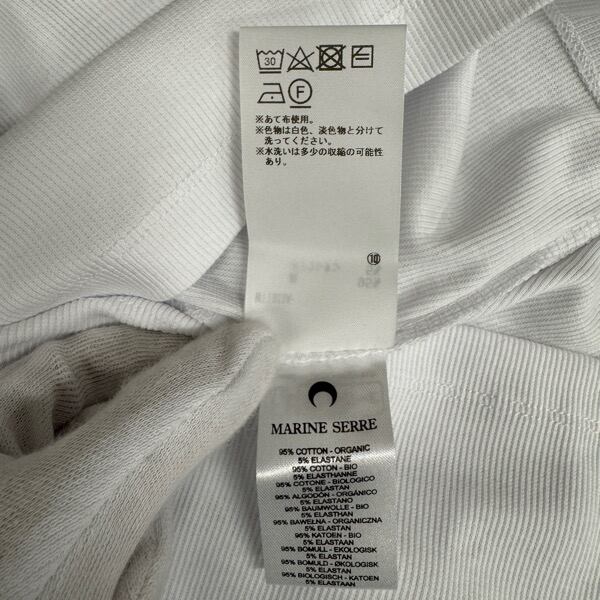 30
F
※あて布使用。
※色物は白色、淡色物と分けて
洗ってください。
※水洗いは多少の収縮の可能性
あり。
⑩
MARINE SERRE
95% COTTON - ORGANIC
5% ELASTANE
95% COTON - BIO
5% ELASTHANNE
95% COTONE - BIOLOGICO
5% ELASTAN
95% ALGODÓN - ORGÁNICO
5% ELASTANO
95% BAUMWOLLE - BIO
5% ELASTHAN
95% BAWEŁNA - ORGANICZNA
5% ELASTAN
95% KATOEN - BIO
5% ELASTAAN
95% BOMULL - EKOLOGISK
5% ELASTAN
95% BOMULD - ØKOLOGISK
5% ELASTAN
95% BIOLOGISCH - KATOEN
5% ELASTAAN